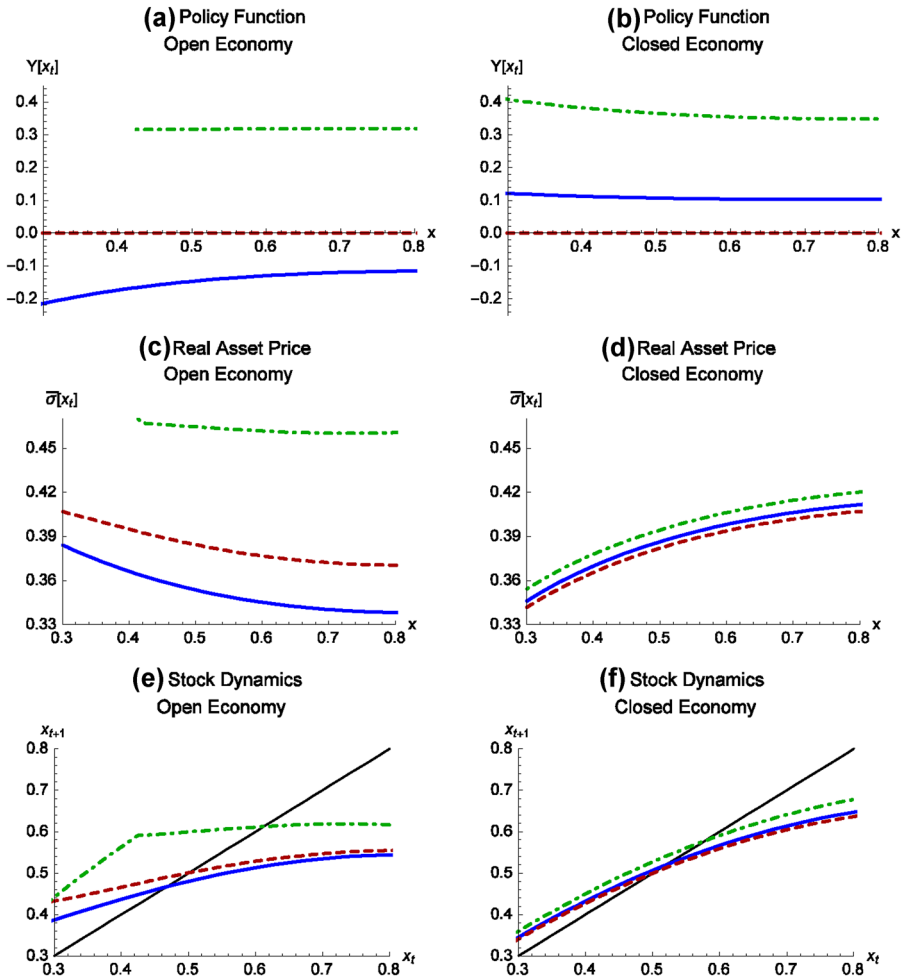 (a) Policy Function
Open Economy
Y[x_t]
0.4
0.3
0.2
0.1
0.0
−0.1
−0.2
0.4 0.5 0.6 0.7 0.8 x
(b) Policy Function
Closed Economy
Y[x_t]
0.4
0.3
0.2
0.1
0.0
−0.1
−0.2
0.4 0.5 0.6 0.7 0.8 x
(c) Real Asset Price
Open Economy
σ̅[x_t]
0.45
0.42
0.39
0.36
0.33
0.3 0.4 0.5 0.6 0.7 0.8 x
(d) Real Asset Price
Closed Economy
σ̅[x_t]
0.45
0.42
0.39
0.36
0.33
0.3 0.4 0.5 0.6 0.7 0.8 x
(e) Stock Dynamics
Open Economy
x_{t+1}
0.8
0.7
0.6
0.5
0.4
0.3
0.3 0.4 0.5 0.6 0.7 0.8 x_t
(f) Stock Dynamics
Closed Economy
x_{t+1}
0.8
0.7
0.6
0.5
0.4
0.3
0.3 0.4 0.5 0.6 0.7 0.8 x_t